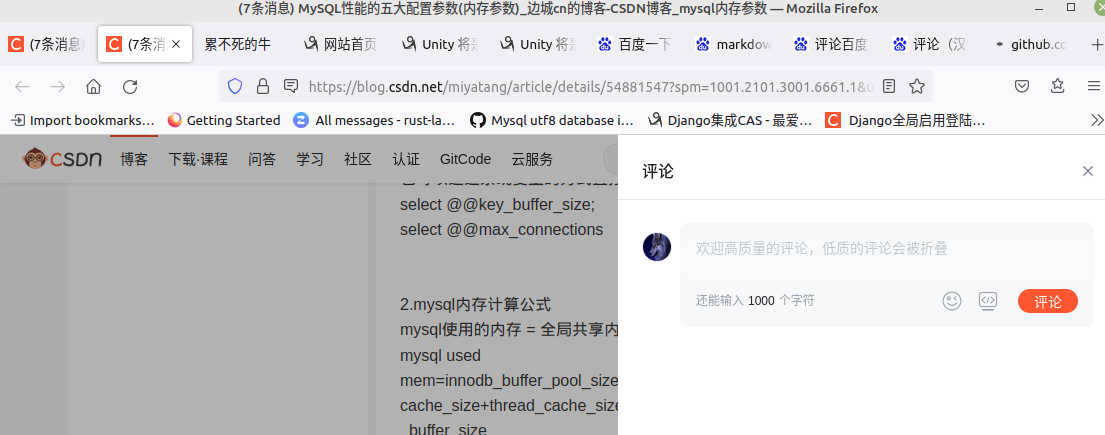 (7条消息) MySQL性能的五大配置参数(内存参数)_边城cn的博客-CSDN博客_mysql内存参数 — Mozilla Firefox
(7条消息)
(7条消
累不死的牛
网站首页
Unity 将是
Unity 将是
百度一下
markdow
评论百度
评论（汉
github.co
https://blog.csdn.net/miyatang/article/details/54881547?spm=1001.2101.3001.6661.1&u
Import bookmarks…
Getting Started
All messages - rust-la…
Mysql utf8 database i…
Django集成CAS - 最爱…
Django全局启用登陆…
CSDN
博客
下载·课程
问答
学习
社区
认证
GitCode
云服务
select @@key_buffer_size;
select @@max_connections
2.mysql内存计算公式
mysql使用的内存 = 全局共享内
mysql used
mem=innodb_buffer_pool_size
cache_size+thread_cache_size
_buffer_size
评论
欢迎高质量的评论，低质的评论会被折叠
还能输入 1000 个字符
评论